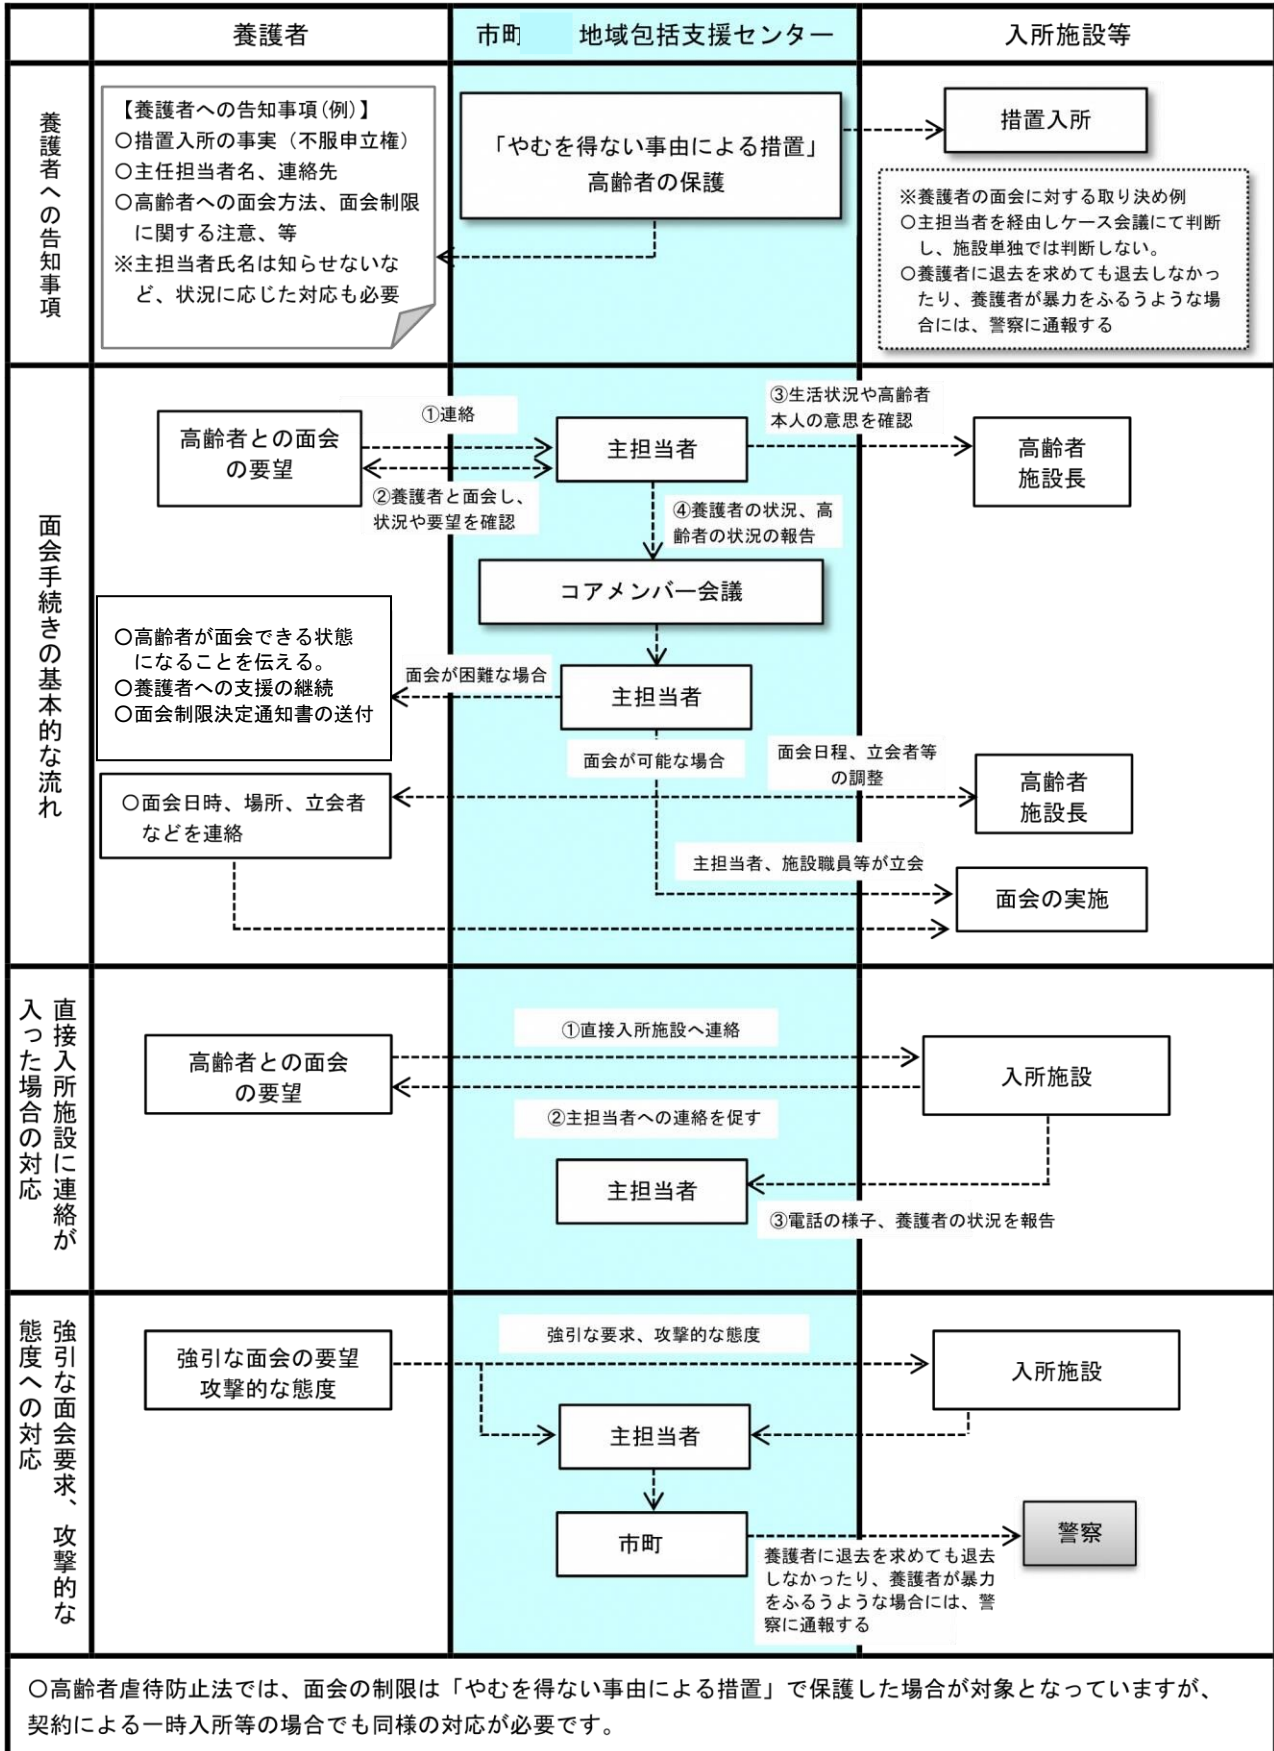 養護者
市町 地域包括支援センター
入所施設等
養護者への告知事項
【養護者への告知事項(例)】
○措置入所の事実（不服申立権）
○主任担当者名、連絡先
○高齢者への面会方法、面会制限
に関する注意、等
※主担当者氏名は知らせないな
ど、状況に応じた対応も必要
「やむを得ない事由による措置」
高齢者の保護
措置入所
※養護者の面会に対する取り決め例
○主担当者を経由しケース会議にて判断
し、施設単独では判断しない。
○養護者に退去を求めても退去しなかっ
たり、養護者が暴力をふるうような場
合には、警察に通報する
面会手続きの基本的な流れ
高齢者との面会
の要望
①連絡
②養護者と面会し、
状況や要望を確認
主担当者
③生活状況や高齢者
本人の意思を確認
高齢者
施設長
④養護者の状況、高
齢者の状況の報告
コアメンバー会議
主担当者
面会が困難な場合
○高齢者が面会できる状態
になることを伝える。
○養護者への支援の継続
○面会制限決定通知書の送付
面会が可能な場合
面会日程、立会者等
の調整
高齢者
施設長
○面会日時、場所、立会者
などを連絡
主担当者、施設職員等が立会
面会の実施
直接入所施設に連絡が
入った場合の対応
高齢者との面会
の要望
①直接入所施設へ連絡
入所施設
②主担当者への連絡を促す
主担当者
③電話の様子、養護者の状況を報告
強引な面会要求、攻撃的な
態度への対応
強引な面会の要望
攻撃的な態度
強引な要求、攻撃的な態度
入所施設
主担当者
市町
警察
養護者に退去を求めても退去
しなかったり、養護者が暴力
をふるうような場合には、警
察に通報する
○高齢者虐待防止法では、面会の制限は「やむを得ない事由による措置」で保護した場合が対象となっていますが、
契約による一時入所等の場合でも同様の対応が必要です。